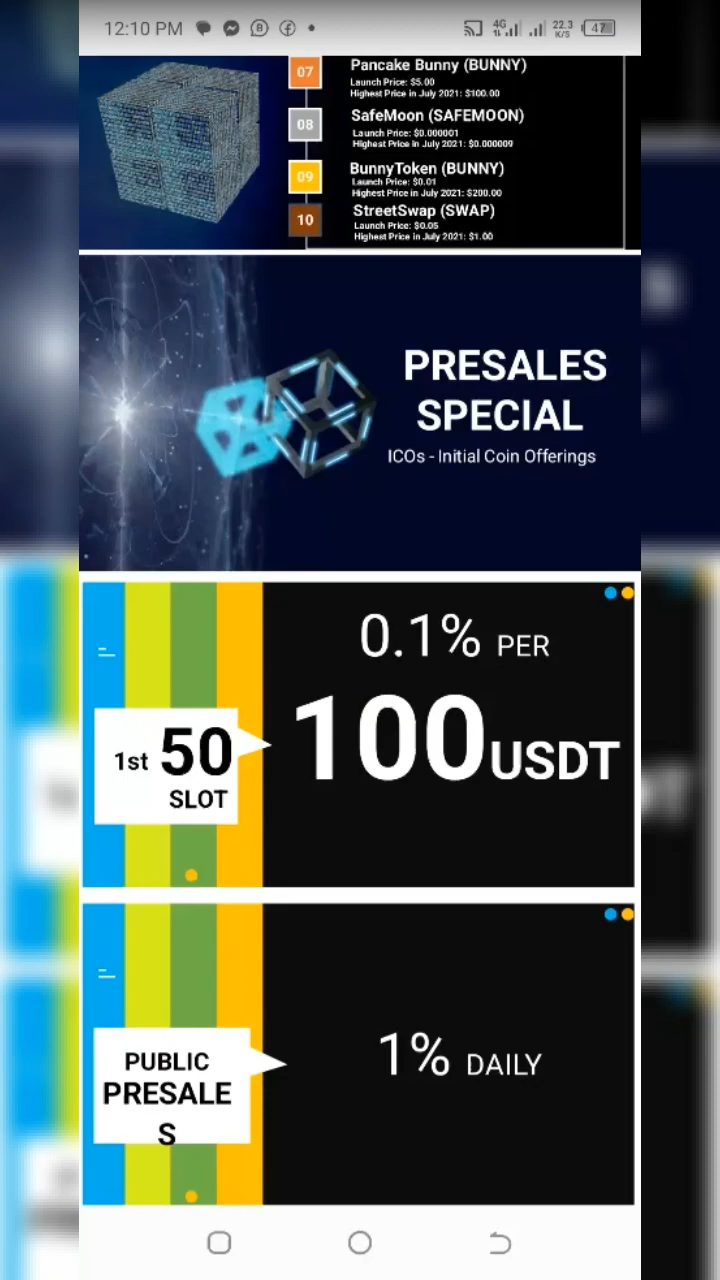 12:10 PM 4G 22.3 K/S 47
07 Pancake Bunny (BUNNY)
Launch Price: $5.00
Highest Price in July 2021: $100.00
08 SafeMoon (SAFEMOON)
Launch Price: $0.000001
Highest Price in July 2021: $0.000009
09 BunnyToken (BUNNY)
Launch Price: $0.01
Highest Price in July 2021: $200.00
10 StreetSwap (SWAP)
Launch Price: $0.05
Highest Price in July 2021: $1.00
PRESALES
SPECIAL
ICOs - Initial Coin Offerings
1st 50
SLOT
0.1% PER
100USDT
PUBLIC
PRESALE
S
1% DAILY